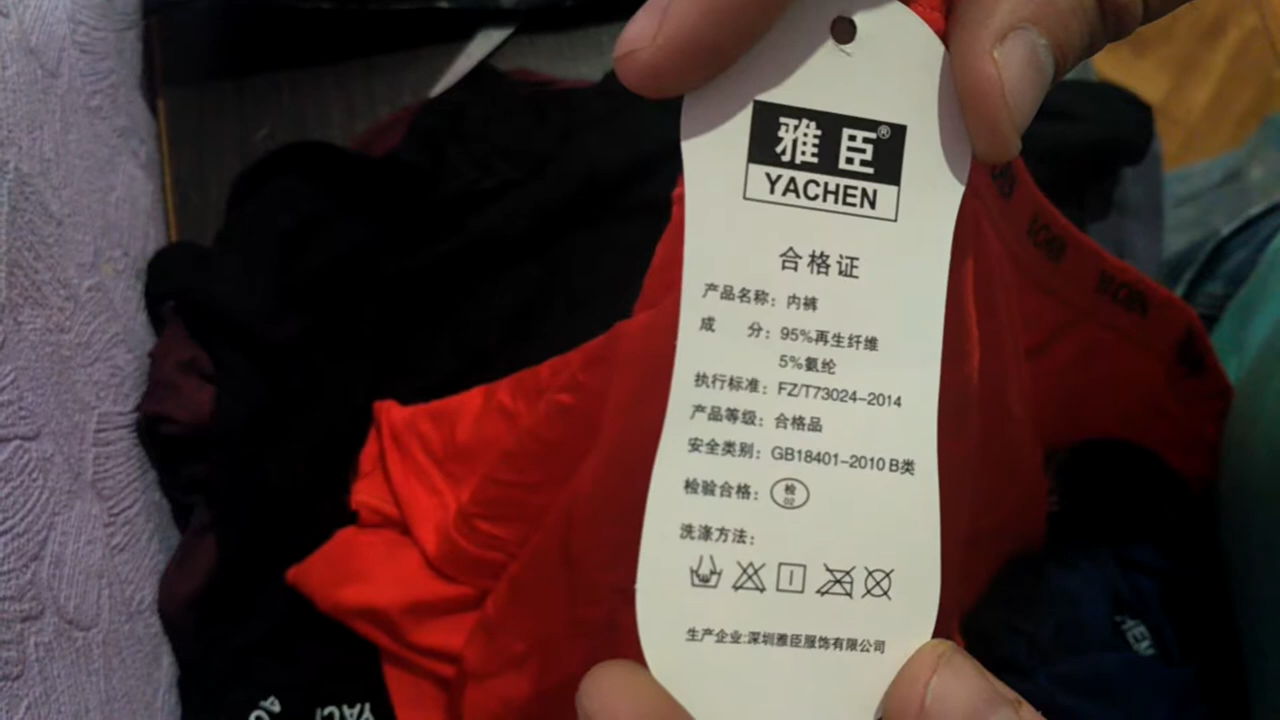 雅臣®
YACHEN
合格证
产品名称：内裤
成 分：95%再生纤维
5%氨纶
执行标准：FZ/T73024-2014
产品等级：合格品
安全类别：GB18401-2010 B类
检验合格：检
02
洗涤方法：
生产企业:深圳雅臣服饰有限公司